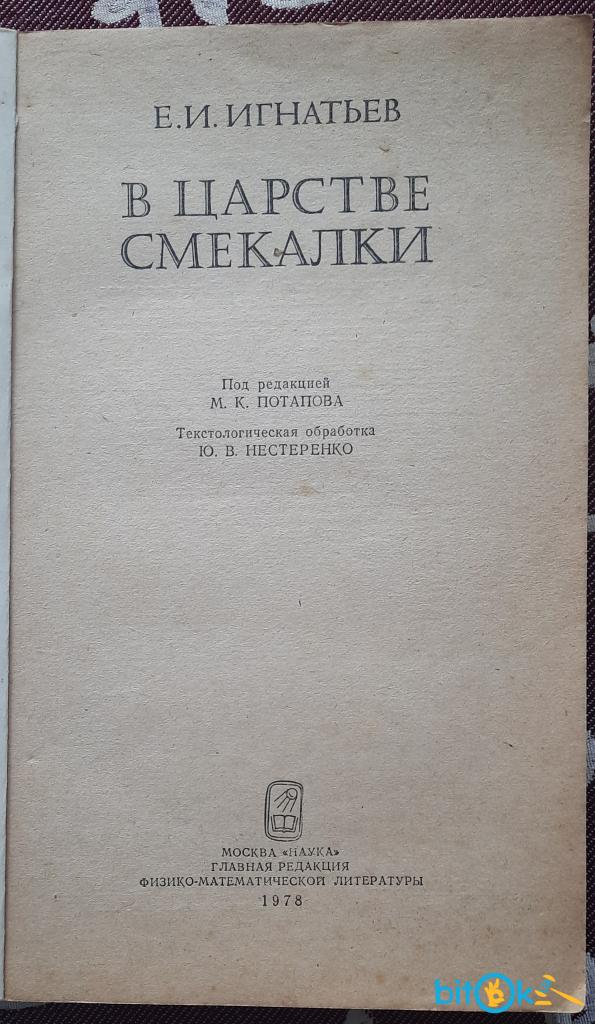 Е.И. ИГНАТЬЕВ
В ЦАРСТВЕ
СМЕКАЛКИ
Под редакцией
М. К. ПОТАПОВА
Текстологическая обработка
Ю. В. НЕСТЕРЕНКО
МОСКВА «НАУКА»
ГЛАВНАЯ РЕДАКЦИЯ
ФИЗИКО-МАТЕМАТИЧЕСКОЙ ЛИТЕРАТУРЫ
1978
bitOk